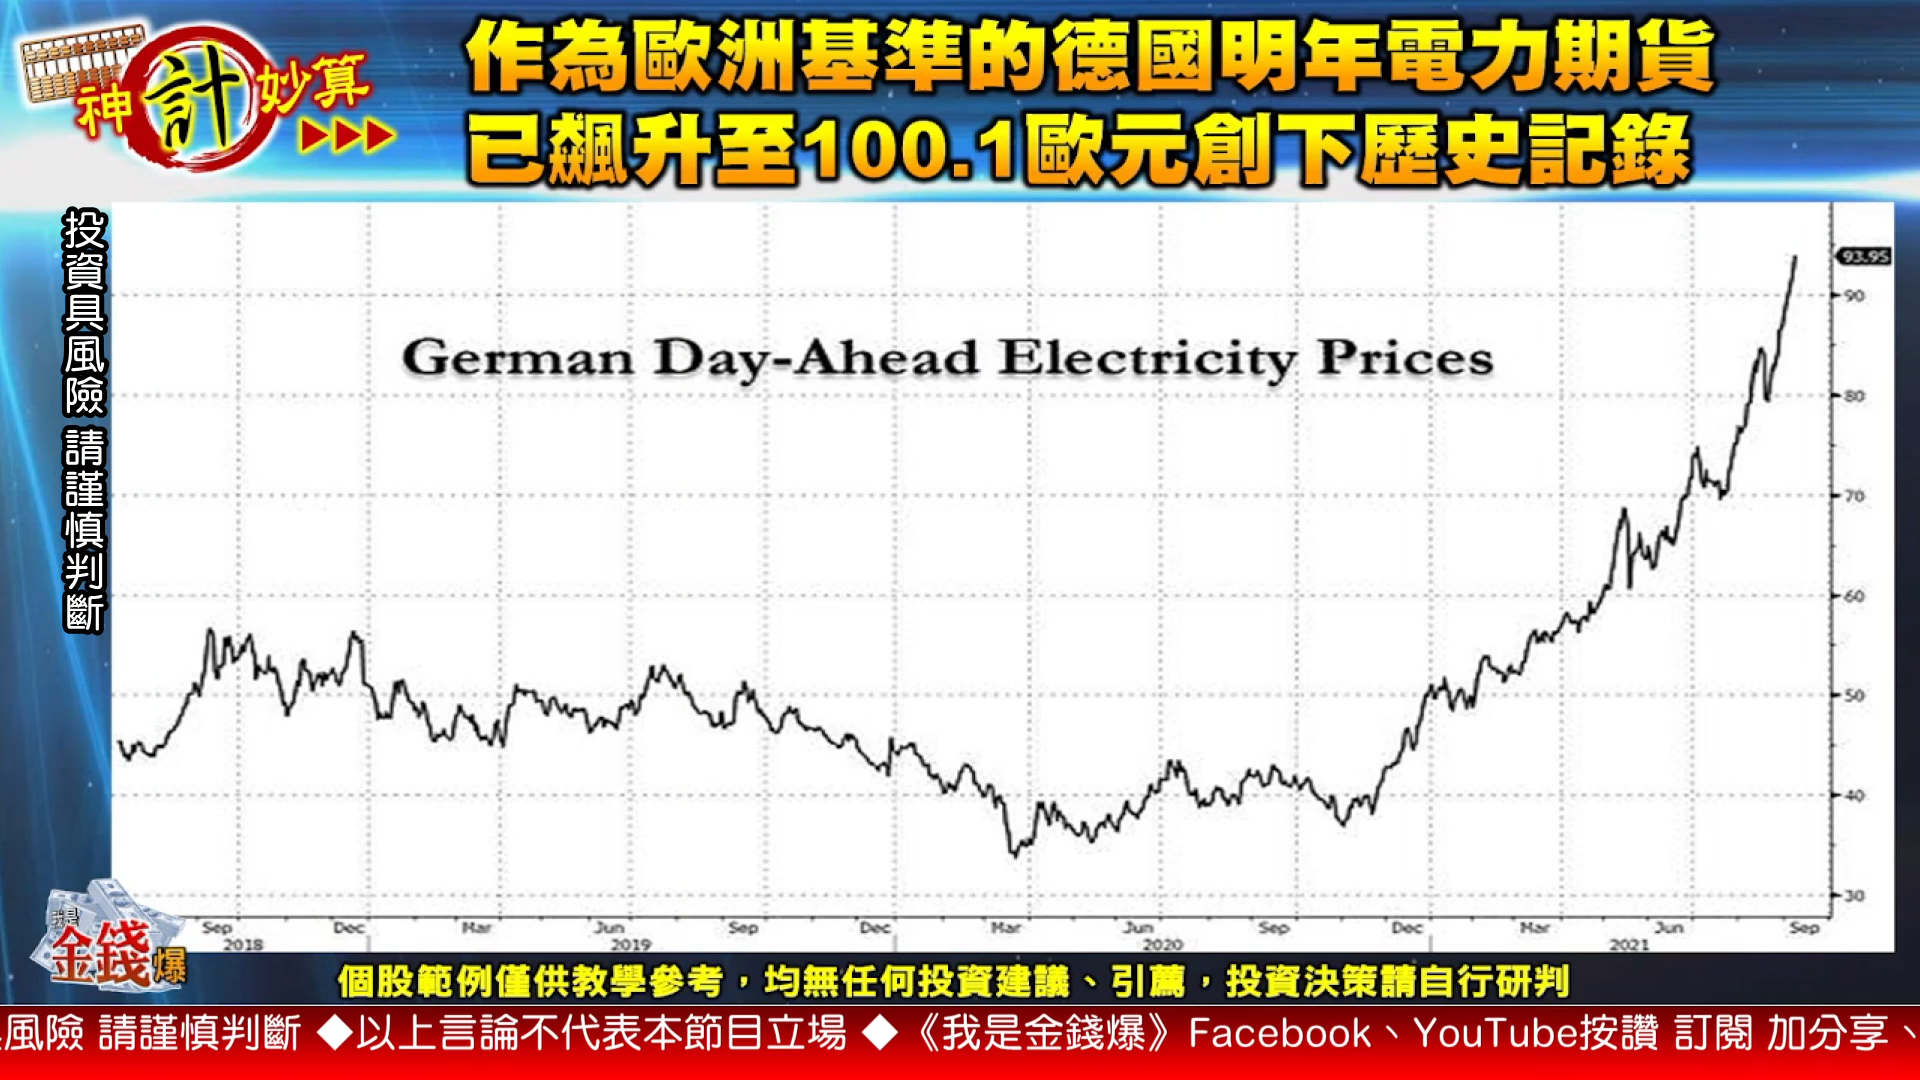 神計妙算
作為歐洲基準的德國明年電力期貨
已飆升至100.1歐元創下歷史記錄
投資具風險 請謹慎判斷
German Day-Ahead Electricity Prices
93.95
90
80
70
60
50
40
30
Sep Dec Mar Jun Sep Dec Mar Jun Sep Dec Mar Jun Sep
2018 2019 2020 2021
我是
金錢爆
個股範例僅供教學參考，均無任何投資建議、引薦，投資決策請自行研判
風險 請謹慎判斷 ◆以上言論不代表本節目立場 ◆《我是金錢爆》Facebook、YouTube按讚 訂閱 加分享、